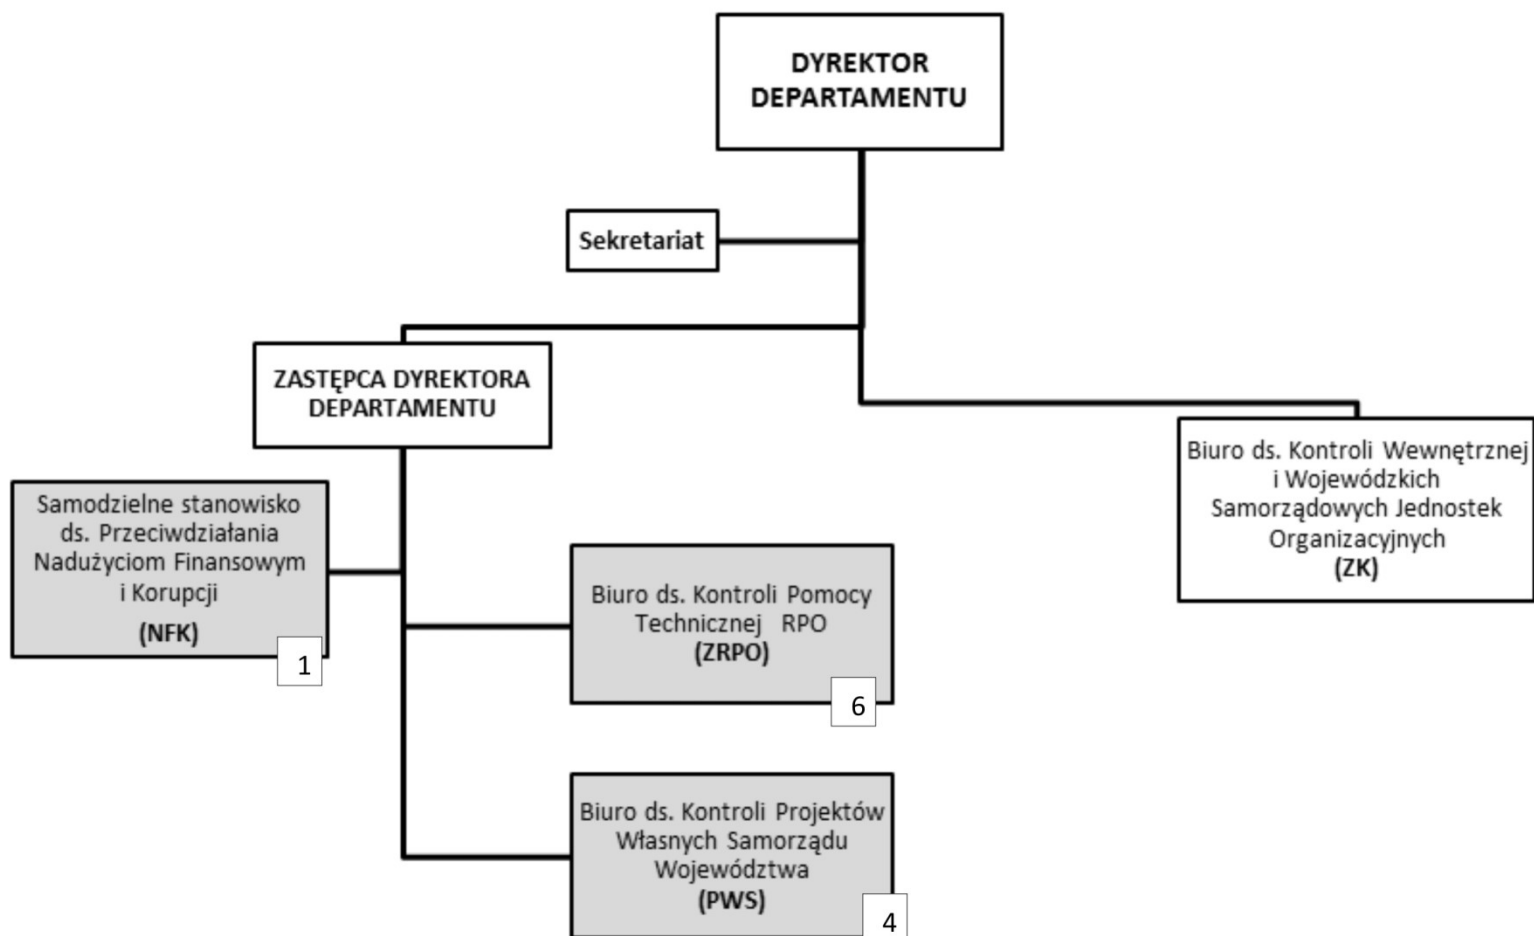 DYREKTOR
DEPARTAMENTU
Sekretariat
ZASTĘPCA DYREKTORA
DEPARTAMENTU
Biuro ds. Kontroli Wewnętrznej
i Wojewódzkich
Samorządowych Jednostek
Organizacyjnych
(ZK)
Samodzielne stanowisko
ds. Przeciwdziałania
Nadużyciom Finansowym
i Korupcji
(NFK)
1
Biuro ds. Kontroli Pomocy
Technicznej RPO
(ZRPO)
6
Biuro ds. Kontroli Projektów
Własnych Samorządu
Województwa
(PWS)
4